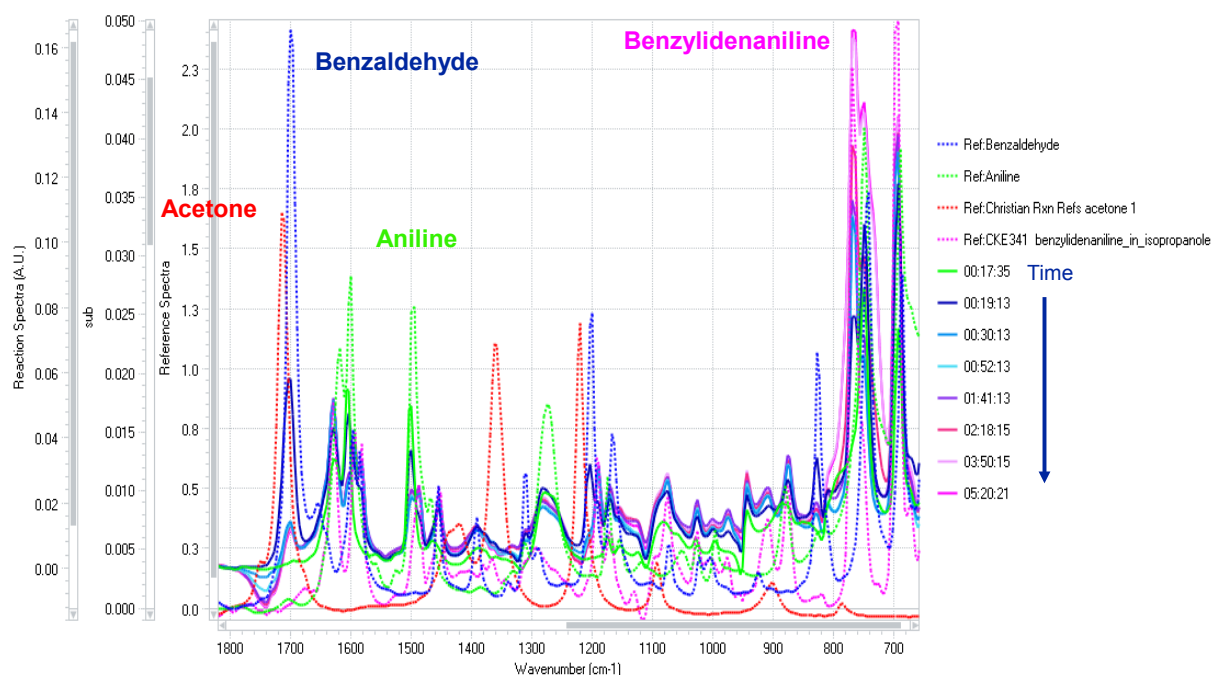 Benzylidenaniline
Benzaldehyde
Acetone
Aniline
Reaction Spectra (A.U.)
0.16
0.14
0.12
0.10
0.08
0.06
0.04
0.02
0.00
sub
0.050
0.045
0.040
0.035
0.030
0.025
0.020
0.015
0.010
0.005
0.000
Reference Spectra
2.3
2.0
1.8
1.5
1.3
1.0
0.8
0.5
0.3
0.0
1800 1700 1600 1500 1400 1300 1200 1100 1000 900 800 700
Wavenumber (cm-1)
Ref:Benzaldehyde
Ref:Aniline
Ref:Christian Rxn Refs acetone 1
Ref:CKE341 benzylidenaniline_in_isopropanole
00:17:35
Time
00:19:13
00:30:13
00:52:13
01:41:13
02:18:15
03:50:15
05:20:21